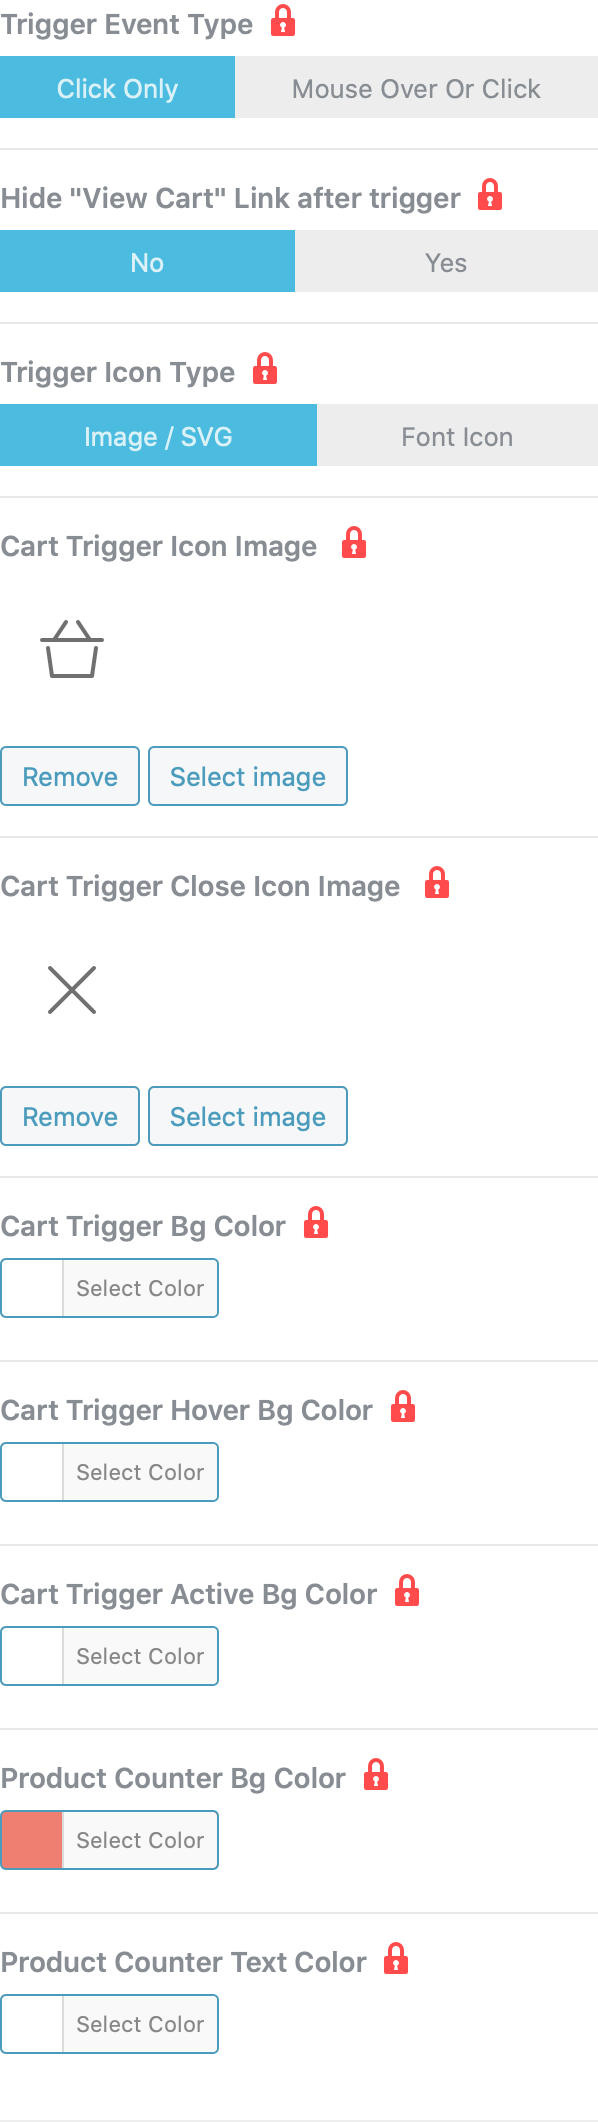 Trigger Event Type
Click Only Mouse Over Or Click
Hide "View Cart" Link after trigger
No Yes
Trigger Icon Type
Image / SVG Font Icon
Cart Trigger Icon Image
Remove Select image
Cart Trigger Close Icon Image
Remove Select image
Cart Trigger Bg Color
Select Color
Cart Trigger Hover Bg Color
Select Color
Cart Trigger Active Bg Color
Select Color
Product Counter Bg Color
Select Color
Product Counter Text Color
Select Color